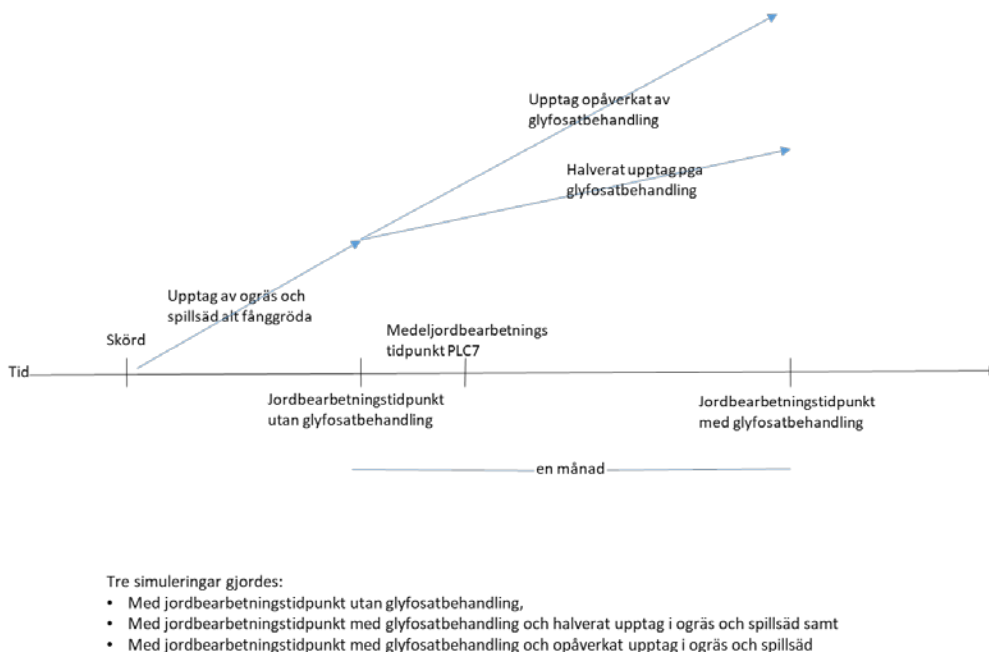 Upptag opåverkat av
glyfosatbehandling
Halverat upptag pga
glyfosatbehandling
Upptag av ogräs och
spillsäd alt fånggröda
Skörd
Medeljordbearbetnings
tidpunkt PLC7
Tid
Jordbearbetningstidpunkt
utan glyfosatbehandling
Jordbearbetningstidpunkt
med glyfosatbehandling
en månad
Tre simuleringar gjordes:
• Med jordbearbetningstidpunkt utan glyfosatbehandling,
• Med jordbearbetningstidpunkt med glyfosatbehandling och halverat upptag i ogräs och spillsäd samt
• Med jordbearbetningstidpunkt med glyfosatbehandling och opåverkat upptag i ogräs och spillsäd